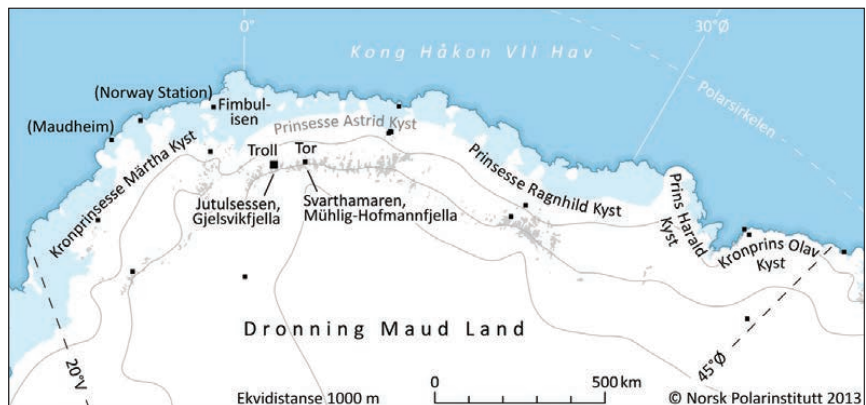 0°
30°Ø
Kong Håkon VII Hav
Polarsirkelen
(Norway Station)
Fimbul-
isen
(Maudheim)
Prinsesse Astrid Kyst
Kronprinsesse Märtha Kyst
Troll
Tor
Prinsesse Ragnhild Kyst
Jutulsessen,
Gjelsvikfjella
Svarthamaren,
Mühlig-Hofmannfjella
Prins Harald
Kyst
Kronprins Olav
Kyst
Dronning Maud Land
20°V
45°Ø
Ekvidistanse 1000 m
0
500 km
© Norsk Polarinstitutt 2013